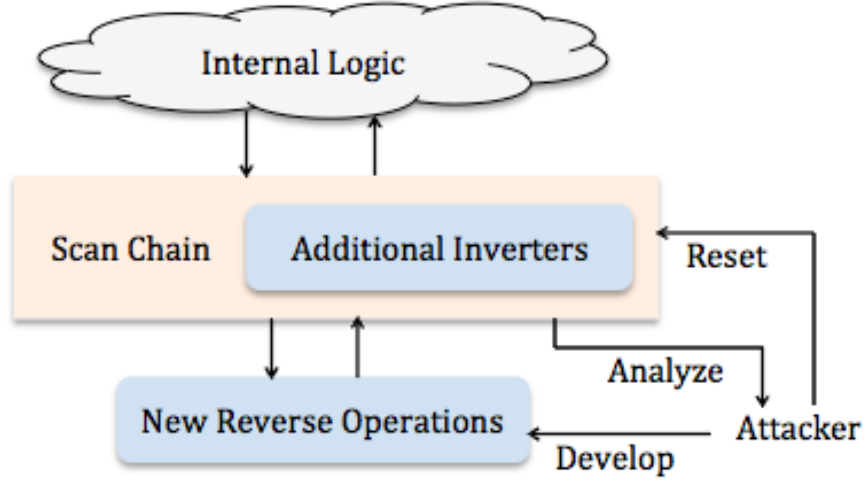 Internal Logic
Scan Chain
Additional Inverters
Reset
Analyze
New Reverse Operations
Attacker
Develop